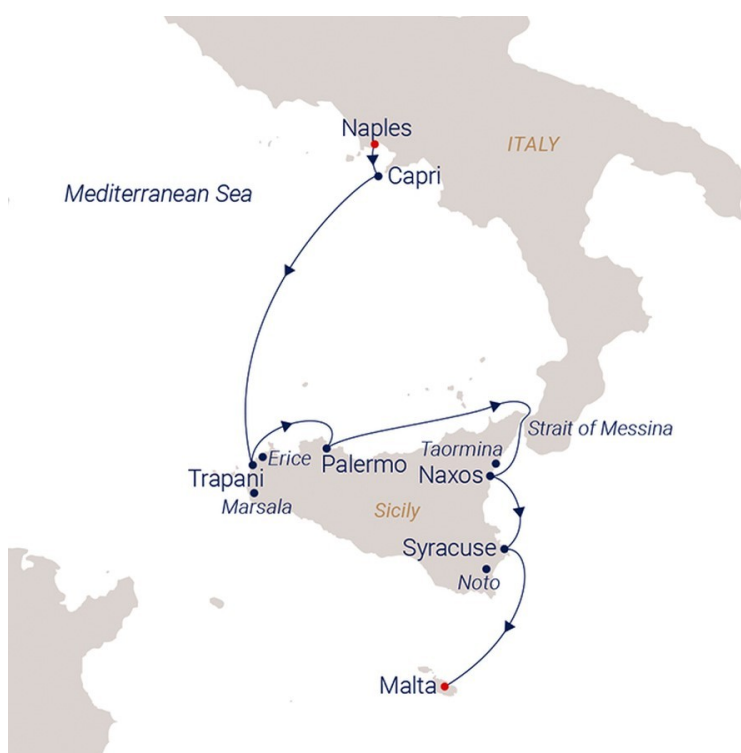 Naples
ITALY
Capri
Mediterranean Sea
Strait of Messina
Taormina
Erice
Palermo
Naxos
Trapani
Marsala
Sicily
Syracuse
Noto
Malta